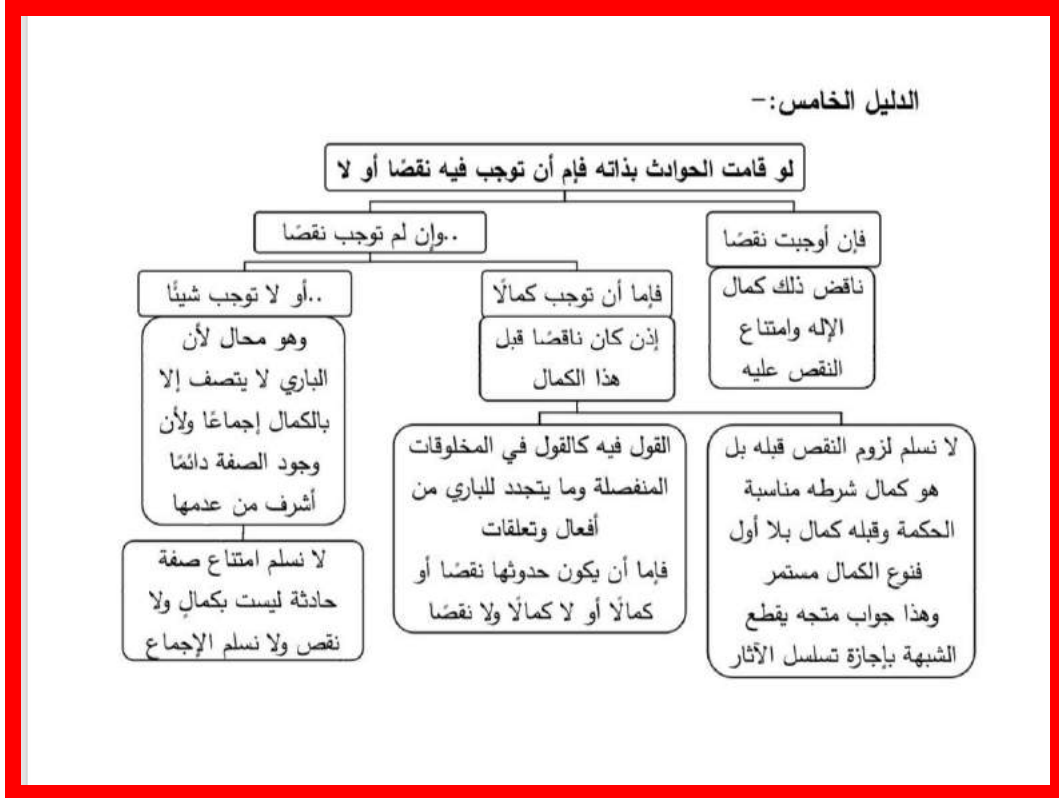 الدليل الخامس:-
لو قامت الحوادث بذاته فإم أن توجب فيه نقصًا أو لا
فإن أوجبت نقصًا
ناقض ذلك كمال
الإله وامتناع
النقص عليه
..وإن لم توجب نقصًا
فإما أن توجب كمالًا
إذن كان ناقصًا قبل
هذا الكمال
لا نسلم لزوم النقص قبله بل
هو كمال شرطه مناسبة
الحكمة وقبله كمال بلا أول
فنوع الكمال مستمر
وهذا جواب متجه يقطع
الشبهة بإجازة تسلسل الآثار
القول فيه كالقول في المخلوقات
المنفصلة وما يتجدد للباري من
أفعال وتعلقات
فإما أن يكون حدوثها نقصًا أو
كمالًا أو لا كمالًا ولا نقصًا
..أو لا توجب شيئًا
وهو محال لأن
الباري لا يتصف إلا
بالكمال إجماعًا ولأن
وجود الصفة دائمًا
أشرف من عدمها
لا نسلم امتناع صفة
حادثة ليست بكمالٍ ولا
نقص ولا نسلم الإجماع